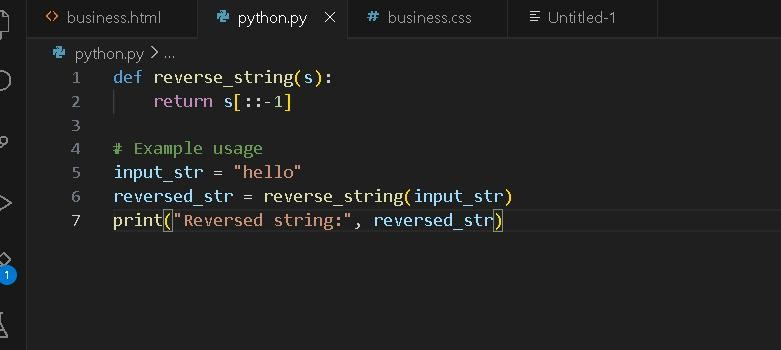 business.html python.py business.css Untitled-1
python.py > ...
1 def reverse_string(s):
2     return s[::-1]
3
4 # Example usage
5 input_str = "hello"
6 reversed_str = reverse_string(input_str)
7 print("Reversed string:", reversed_str)
1